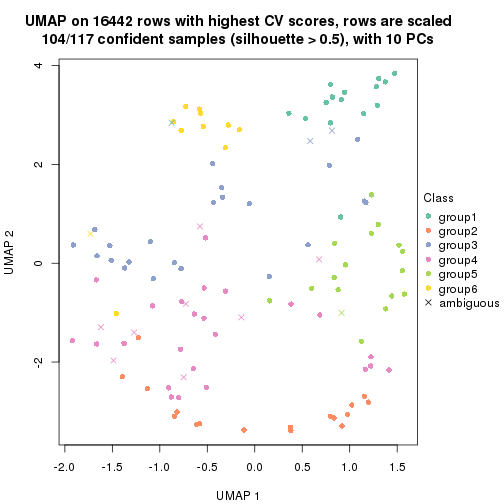 UMAP on 16442 rows with highest CV scores, rows are scaled
104/117 confident samples (silhouette > 0.5), with 10 PCs
4
2
0
-2
UMAP 2
-2.0
-1.5
-1.0
-0.5
0.0
0.5
1.0
1.5
UMAP 1
Class
group1
group2
group3
group4
group5
group6
ambiguous